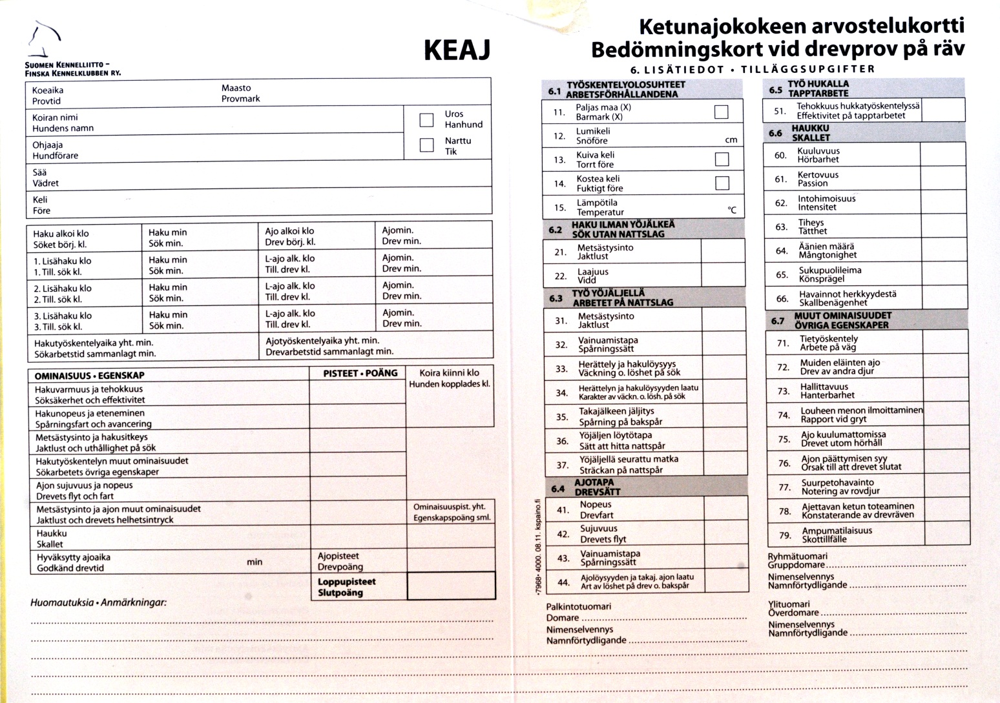 SUOMEN KENNELLIITTO –
FINSKA KENNELKLUBBEN RY.
KEAJ
Ketunajokokeen arvostelukortti
Bedömningskort vid drevprov på räv
6. LISÄTIEDOT • TILLÄGGSUPGIFTER
Koeaika Maasto
Provtid Provmark
Koiran nimi
Hundens namn
Uros
Hanhund
Narttu
Tik
Ohjaaja
Hundförare
Sää
Vädret
Keli
Före
Haku alkoi klo Haku min Ajo alkoi klo Ajomin.
Söket börj. kl. Sök min. Drev börj. kl. Drev min.
1. Lisähaku klo Haku min L-ajo alk. klo Ajomin.
1. Till. sök kl. Sök min. Till. drev kl. Drev min.
2. Lisähaku klo Haku min L-ajo alk. klo Ajomin.
2. Till. sök kl. Sök min. Till. drev kl. Drev min.
3. Lisähaku klo Haku min L-ajo alk. klo Ajomin.
3. Till. sök kl. Sök min. Till. drev kl. Drev min.
Hakutyöskentelyaika yht. min. Ajotyöskentelyaika yht. min.
Sökarbetstid sammanlagt min. Drevarbetstid sammanlagt min.
OMINAISUUS • EGENSKAP PISTEET • POÄNG Koira kiinni klo
Hunden kopplades kl.
Hakuvarmuus ja tehokkuus
Söksäkerhet och effektivitet
Hakunopeus ja eteneminen
Spårningsfart och avancering
Metsästysinto ja hakusitkeys
Jaktlust och uthållighet på sök
Hakutyöskentelyn muut ominaisuudet
Sökarbetets övriga egenskaper
Ajon sujuvuus ja nopeus
Drevets flyt och fart
Metsästysinto ja ajon muut ominaisuudet Ominaisuuspist. yht.
Jaktlust och drevets helhetsintryck Egenskapspoäng sml.
Haukku
Skallet
Hyväksytty ajoaika min Ajopisteet
Godkänd drevtid Drevpoäng
Loppupisteet
Slutpoäng
Huomautuksia • Anmärkningar:
6.1 TYÖSKENTELYOLOSUHTEET
ARBETSFÖRHÅLLANDENA
11. Paljas maa (X)
Barmark (X)
12. Lumikeli
Snöföre cm
13. Kuiva keli
Torrt före
14. Kostea keli
Fuktigt före
15. Lämpötila
Temperatur °C
6.2 HAKU ILMAN YÖJÄLKEÄ
SÖK UTAN NATTSLAG
21. Metsästysinto
Jaktlust
22. Laajuus
Vidd
6.3 TYÖ YÖJÄLJELLÄ
ARBETET PÅ NATTSLAG
31. Metsästysinto
Jaktlust
32. Vainuamistapa
Spårningssätt
33. Herättely ja hakulöysyys
Väckning o. löshet på sök
34. Herättelyn ja hakulöysyyden laatu
Karakter av väckn. o. lösh. på sök
35. Takajälkeen jäljitys
Spårning på bakspår
36. Yöjäljen löytötapa
Sätt att hitta nattspår
37. Yöjäljellä seurattu matka
Sträckan på nattspår
6.4 AJOTAPA
DREVSÄTT
41. Nopeus
Drevfart
42. Sujuvuus
Drevets flyt
43. Vainuamistapa
Spårningssätt
44. Ajolöysyyden ja takaj. ajon laatu
Art av löshet på drev o. bakspår
Palkintotuomari
Domare
Nimenselvennys
Namnförtydligande
•7968• 4000. 08.11. kspaino.fi
6.5 TYÖ HUKALLA
TAPPTARBETE
51. Tehokkuus hukkatyöskentelyssä
Effektivitet på tapptarbetet
6.6 HAUKKU
SKALLET
60. Kuuluvuus
Hörbarhet
61. Kertovuus
Passion
62. Intohimoisuus
Intensitet
63. Tiheys
Tätthet
64. Äänien määrä
Mångtonighet
65. Sukupuolileima
Könsprägel
66. Havainnot herkkyydestä
Skallbenägenhet
6.7 MUUT OMINAISUUDET
ÖVRIGA EGENSKAPER
71. Tietyöskentely
Arbete på väg
72. Muiden eläinten ajo
Drev av andra djur
73. Hallittavuus
Hanterbarhet
74. Louheen menon ilmoittaminen
Rapport vid gryt
75. Ajo kuulumattomissa
Drevet utom hörhåll
76. Ajon päättymisen syy
Orsak till att drevet slutat
77. Suurpetohavainto
Notering av rovdjur
78. Ajettavan ketun toteaminen
Konstaterande av drevräven
79. Ampumatilaisuus
Skottillfälle
Ryhmätuomari
Gruppdomare
Nimenselvennys
Namnförtydligande
Ylituomari
Överdomare
Nimenselvennys
Namnförtydligande